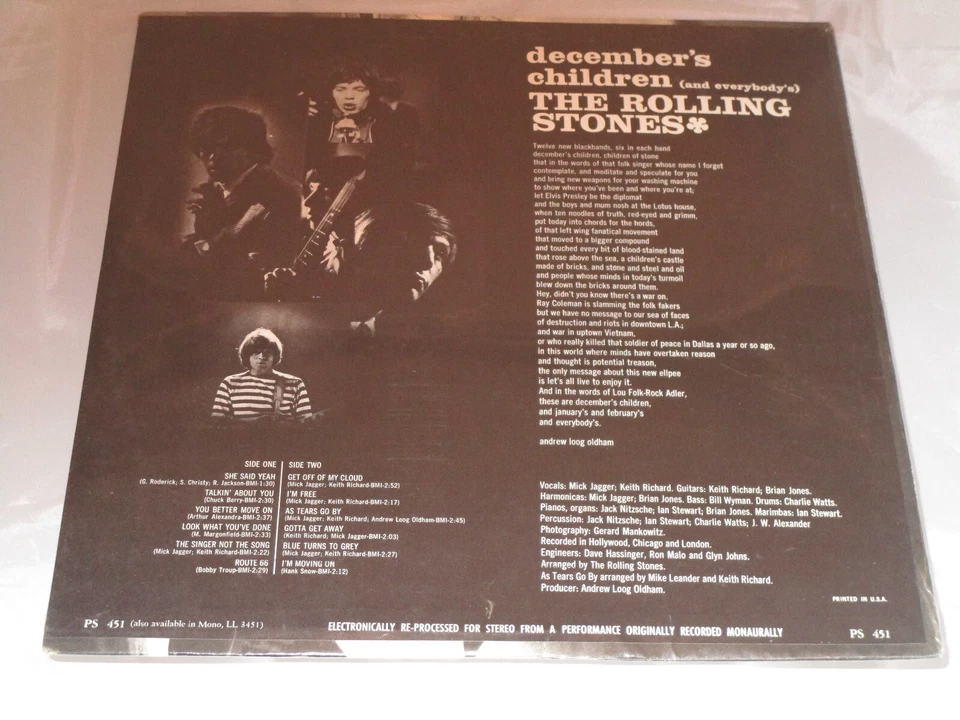 december's
children (and everybody's)
THE ROLLING
STONES
Twelve new blackhands, six in each hand
december's children, children of stone
that in the words of that folk singer whose name I forget
contemplate, and meditate and speculate for you
and bring new weapons for your washing machine
to show where you've been and where you're at;
let Elvis Presley be the diplomat
and the boys and mum nosh at the Lotus house,
when ten noodles of truth, red-eyed and grimm,
put today into chords for the hords,
of that left wing fanatical movement
that moved to a bigger compound
and touched every bit of blood-stained land
that rose above the sea, a children's castle
made of bricks, and stone and steel and oil
and people whose minds in today's turmoil
blew down the bricks around them.
Hey, didn't you know there's a war on,
Ray Coleman is slamming the folk fakers
but we have no message to our sea of faces
of destruction and riots in downtown L.A.;
and war in uptown Vietnam.
or who really killed that soldier of peace in Dallas a year or so ago,
in this world where minds have overtaken reason
and thought is potential treason,
the only message about this new ellpee
is let's all live to enjoy it.
And in the words of Lou Folk-Rock Adler,
these are december's children,
and january's and february's
and everybody's.
andrew loog oldham
SIDE ONE
SHE SAID YEAH
(G. Roderick; S. Christy; R. Jackson-BMI-1:30)
TALKIN' ABOUT YOU
(Chuck Berry-BMI-2:30)
YOU BETTER MOVE ON
(Arthur Alexandra-BMI-2:37)
LOOK WHAT YOU'VE DONE
(M. Morganfield-BMI-2:33)
THE SINGER NOT THE SONG
(Mick Jagger; Keith Richard-BMI-2:22)
ROUTE 66
(Bobby Troup-BMI-2:29)
SIDE TWO
GET OFF OF MY CLOUD
(Mick Jagger; Keith Richard-BMI-2:52)
I'M FREE
(Mick Jagger; Keith Richard-BMI-2:17)
AS TEARS GO BY
(Mick Jagger; Keith Richard; Andrew Loog Oldham-BMI-2:45)
GOTTA GET AWAY
(Keith Richard; Mick Jagger-BMI-2:03)
BLUE TURNS TO GREY
(Mick Jagger; Keith Richard-BMI-2:27)
I'M MOVING ON
(Hank Snow-BMI-2:12)
Vocals: Mick Jagger; Keith Richard. Guitars: Keith Richard; Brian Jones.
Harmonicas: Mick Jagger; Brian Jones. Bass: Bill Wyman. Drums: Charlie Watts.
Pianos, organs: Jack Nitzsche; Ian Stewert; Brian Jones. Marimbas: Ian Stewert.
Percussion: Jack Nitzsche; Ian Stewert; Charlie Watts; J. W. Alexander
Photography: Gerard Mankowitz.
Recorded in Hollywood, Chicago and London.
Engineers: Dave Hassinger, Ron Malo and Glyn Johns.
Arranged by The Rolling Stones.
As Tears Go By arranged by Mike Leander and Keith Richard.
Producer: Andrew Loog Oldham.
PRINTED IN U.S.A.
PS 451 (also available in Mono, LL 3451)
ELECTRONICALLY RE-PROCESSED FOR STEREO FROM A PERFORMANCE ORIGINALLY RECORDED MONAURALLY
PS 451